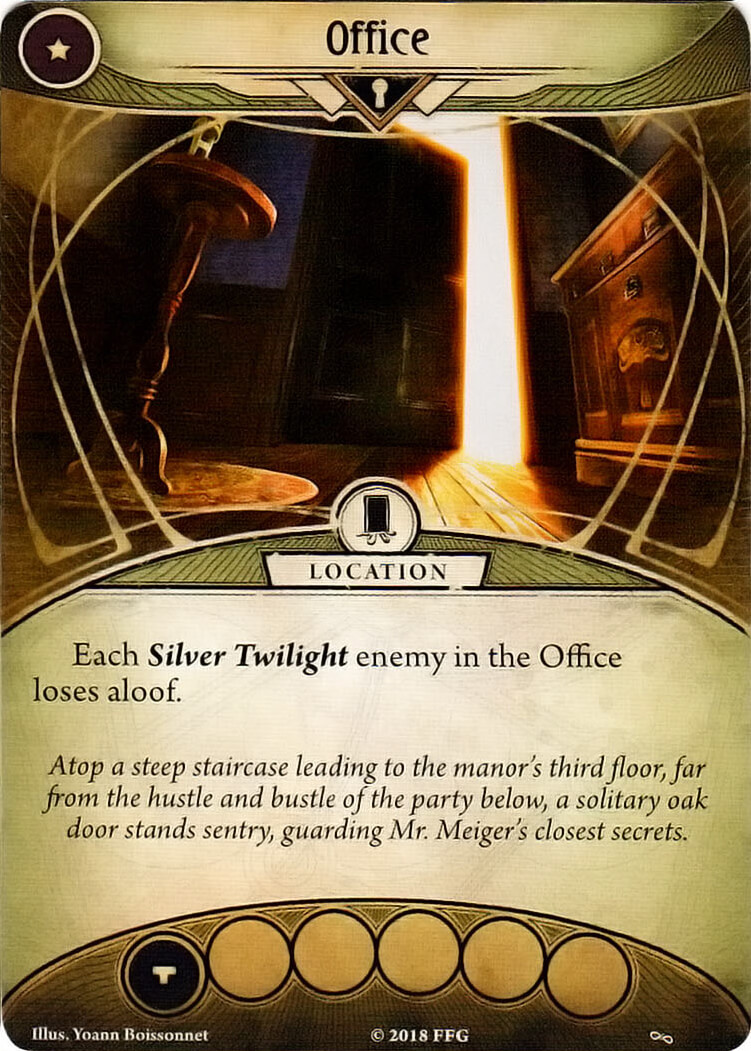 Office
LOCATION
Each Silver Twilight enemy in the Office
loses aloof.
Atop a steep staircase leading to the manor's third floor, far
from the hustle and bustle of the party below, a solitary oak
door stands sentry, guarding Mr. Meiger's closest secrets.
Illus. Yoann Boissonnet
© 2018 FFG